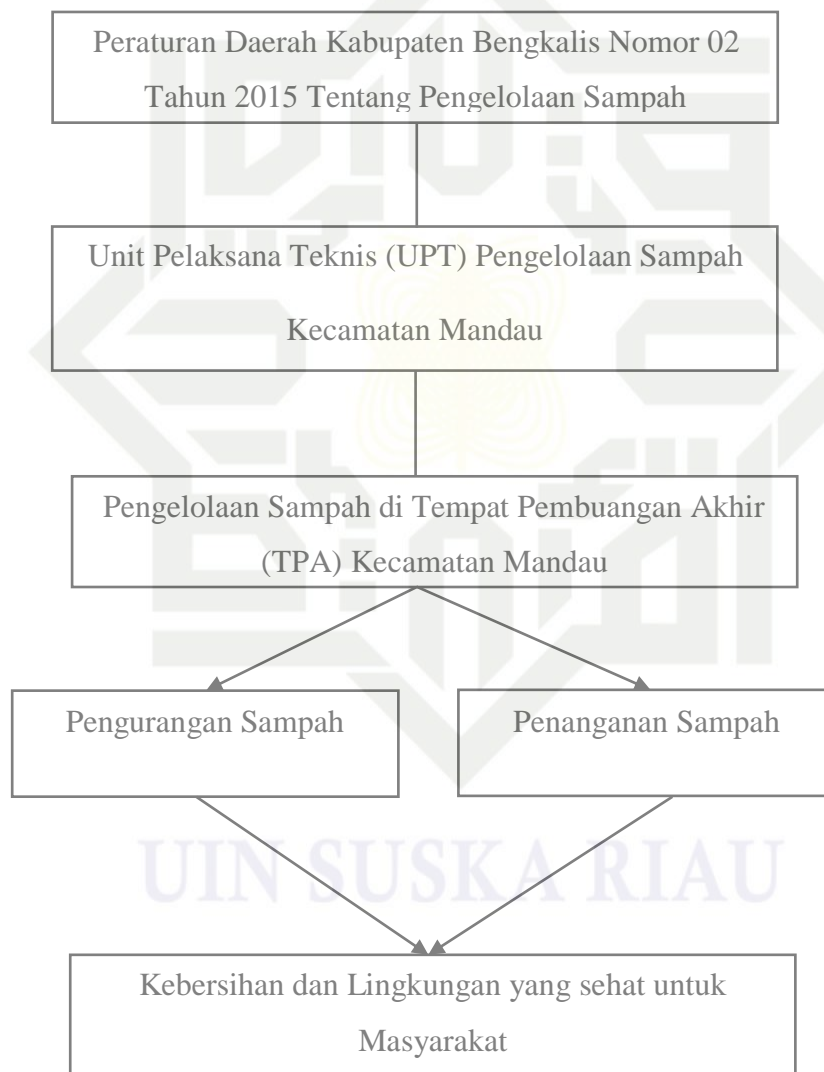 Peraturan Daerah Kabupaten Bengkalis Nomor 02
Tahun 2015 Tentang Pengelolaan Sampah
Unit Pelaksana Teknis (UPT) Pengelolaan Sampah
Kecamatan Mandau
Pengelolaan Sampah di Tempat Pembuangan Akhir
(TPA) Kecamatan Mandau
Pengurangan Sampah
Penanganan Sampah
UIN SUSKA RIAU
Kebersihan dan Lingkungan yang sehat untuk
Masyarakat